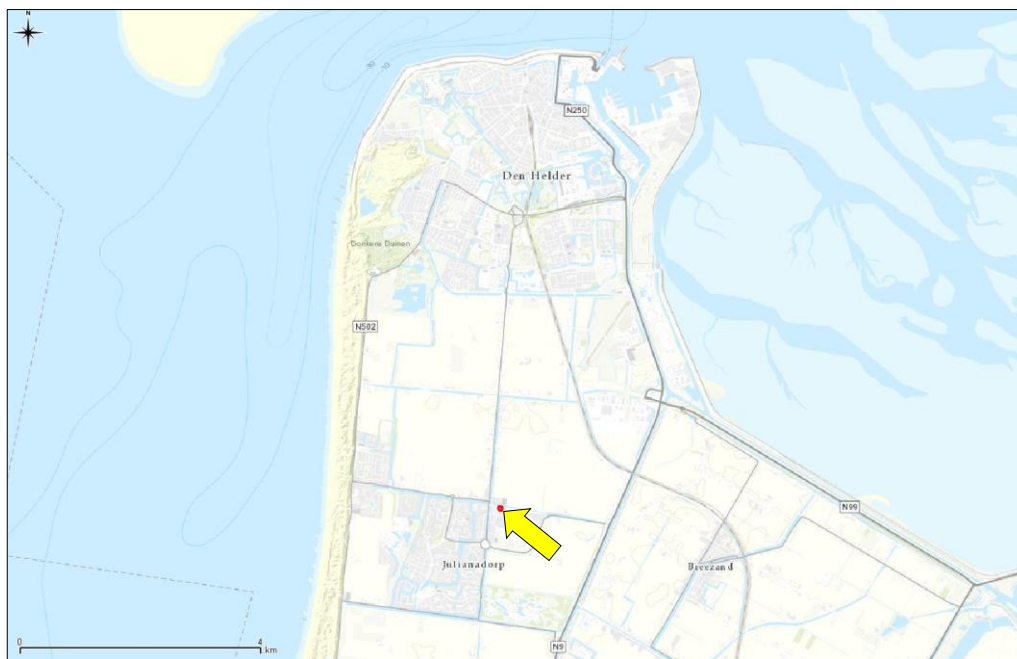 N
N250
Den Helder
Donkere Duinen
N502
N99
Julianadorp
Breezand
0 4
km
N9